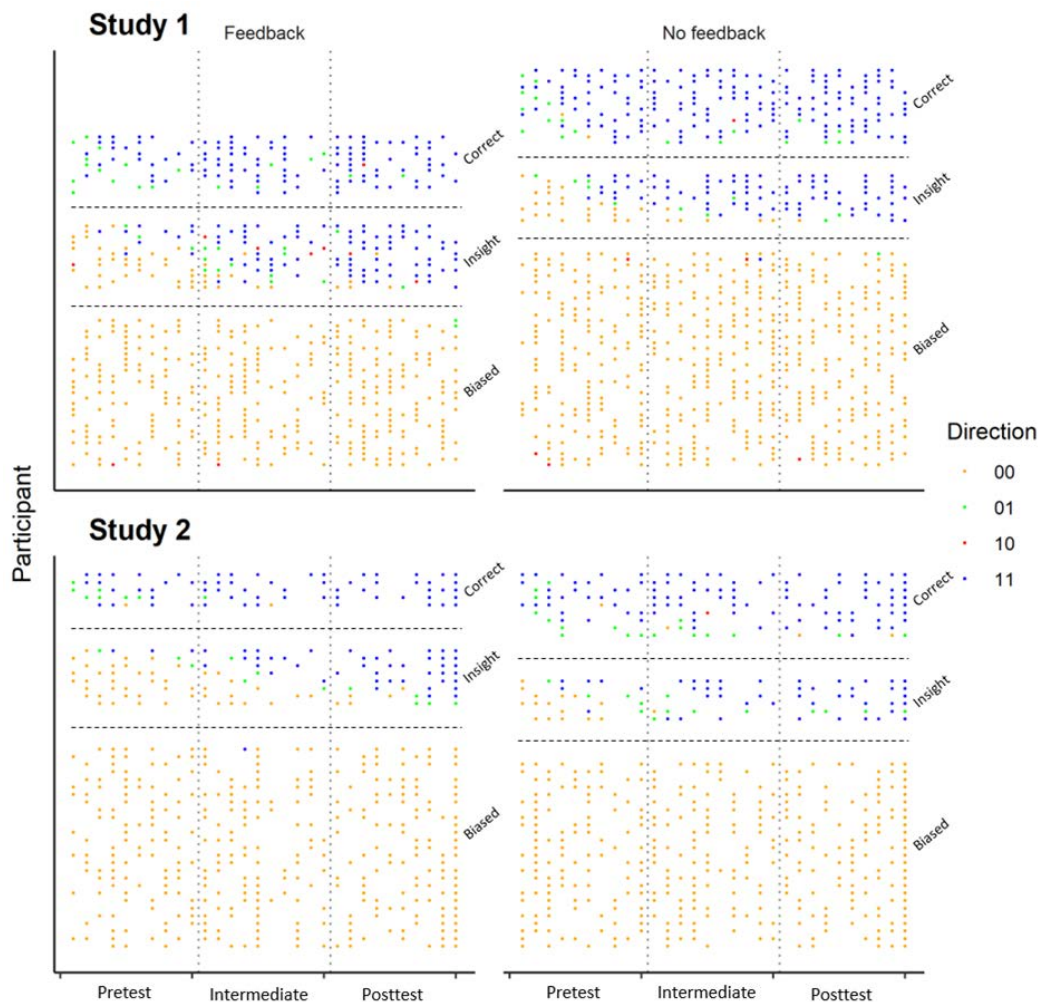 Study 1
Feedback
No feedback
Correct
Insight
Biased
Correct
Insight
Biased
Participant
Direction
00
01
10
11
Study 2
Correct
Insight
Biased
Correct
Insight
Biased
Pretest
Intermediate
Posttest
Pretest
Intermediate
Posttest